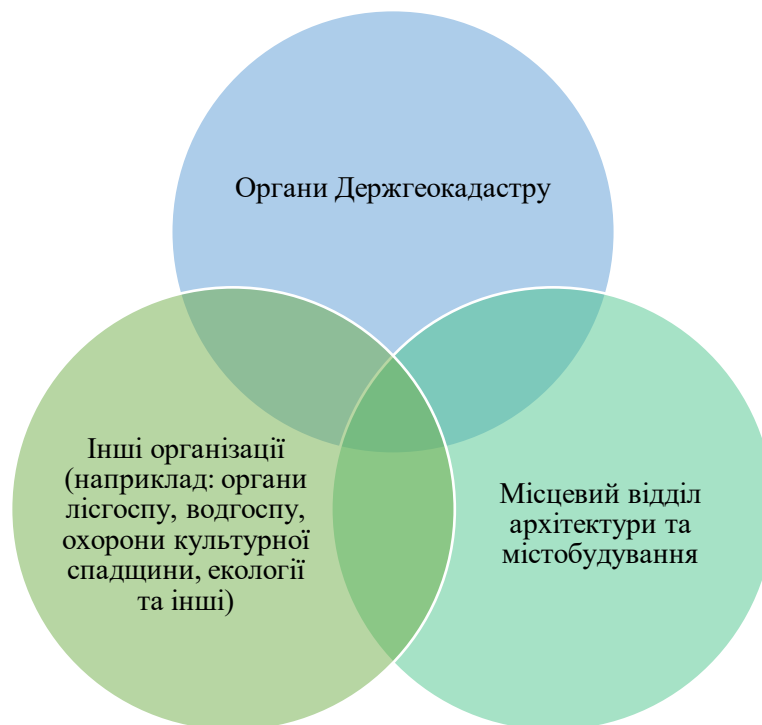 Органи Держгеокадастру
Інші організації
(наприклад: органи
лісгоспу, водгоспу,
охорони культурної
спадщини, екології
та інші)
Місцевий відділ
архітектури та
містобудування